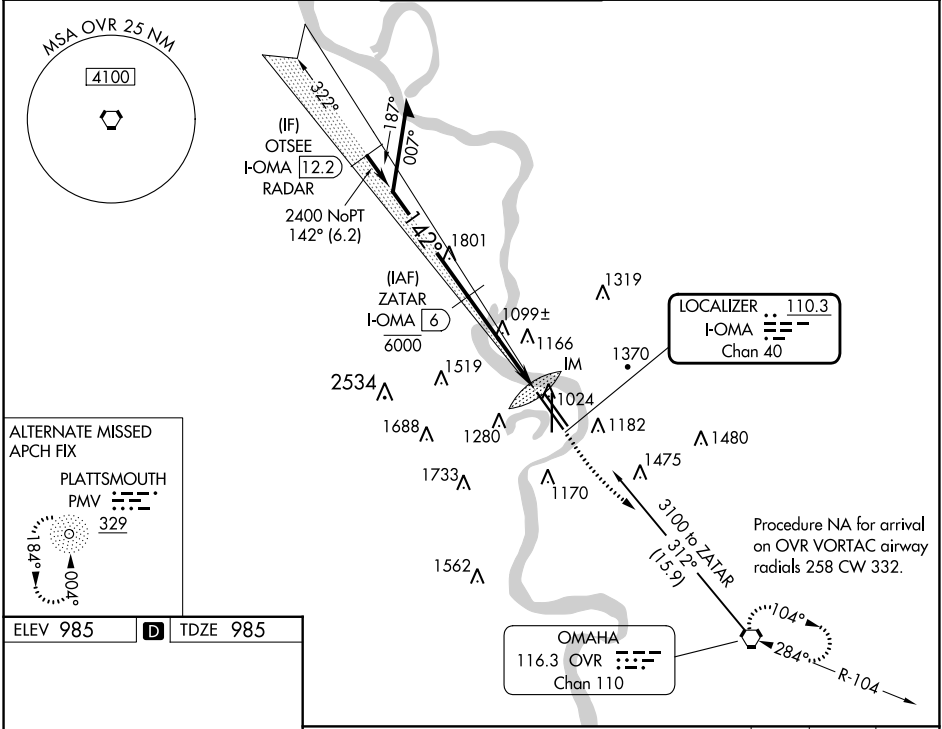 MSA OVR 25 NM
4100
322°
187°
007°
(IF)
OTSEE
I-OMA 12.2
RADAR
2400 NoPT
142° (6.2)
142°
1801
(IAF)
ZATAR
I-OMA 6
6000
1319
1099±
1166
LOCALIZER 110.3
I-OMA
Chan 40
1370
IM
1519
2534
1024
1688
1280
1182
1480
1733
1170
1475
1562
ALTERNATE MISSED
APCH FIX
PLATTSMOUTH
PMV
329
184°
004°
3100 to ZATAR
312°
(15.9)
Procedure NA for arrival
on OVR VORTAC airway
radials 258 CW 332.
104°
284°
R-104
OMAHA
116.3 OVR
Chan 110
ELEV 985 D TDZE 985